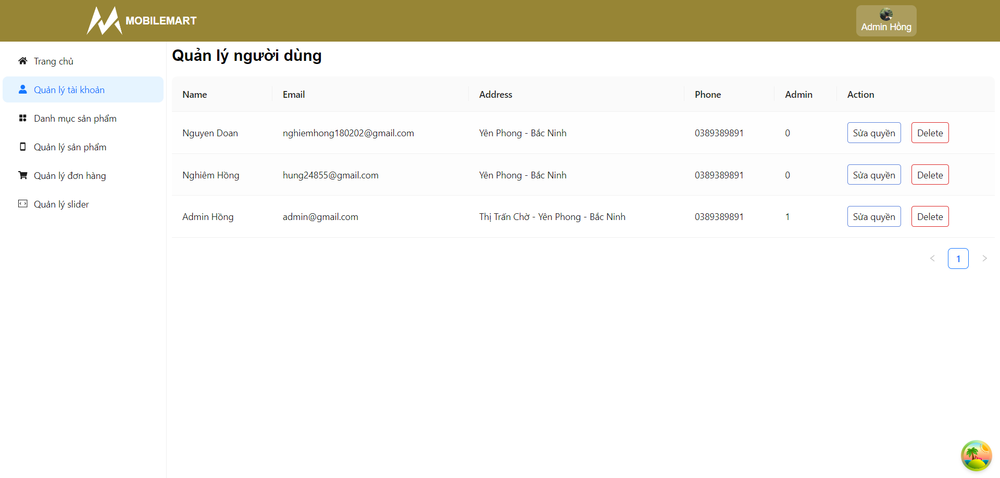 MOBILEMART
Admin Hồng
Trang chủ
Quản lý tài khoản
Danh mục sản phẩm
Quản lý sản phẩm
Quản lý đơn hàng
Quản lý slider
Quản lý người dùng
Name Email Address Phone Admin Action
Nguyen Doan nghiemhong180202@gmail.com Yên Phong - Bắc Ninh 0389389891 0 Sửa quyền Delete
Nghiêm Hồng hung24855@gmail.com Yên Phong - Bắc Ninh 0389389891 0 Sửa quyền Delete
Admin Hồng admin@gmail.com Thị Trấn Chờ - Yên Phong - Bắc Ninh 0389389891 1 Sửa quyền Delete
< 1 >